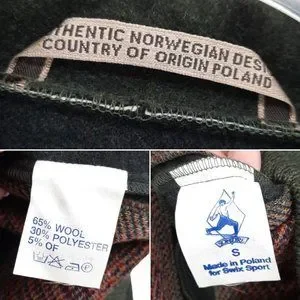 THENTIC NORWEGIAN DES
COUNTRY OF ORIGIN POLAND
65% WOOL
30% POLYESTER
5% OF
S
Made in Poland
for Swix Sport